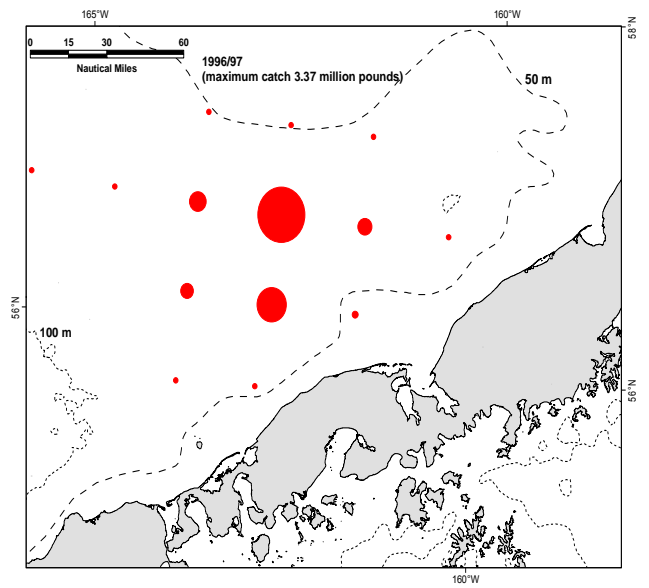 165°W
160°W
58°N
0 15 30 60
Nautical Miles
1996/97
(maximum catch 3.37 million pounds)
50 m
56°N
100 m
56°N
160°W